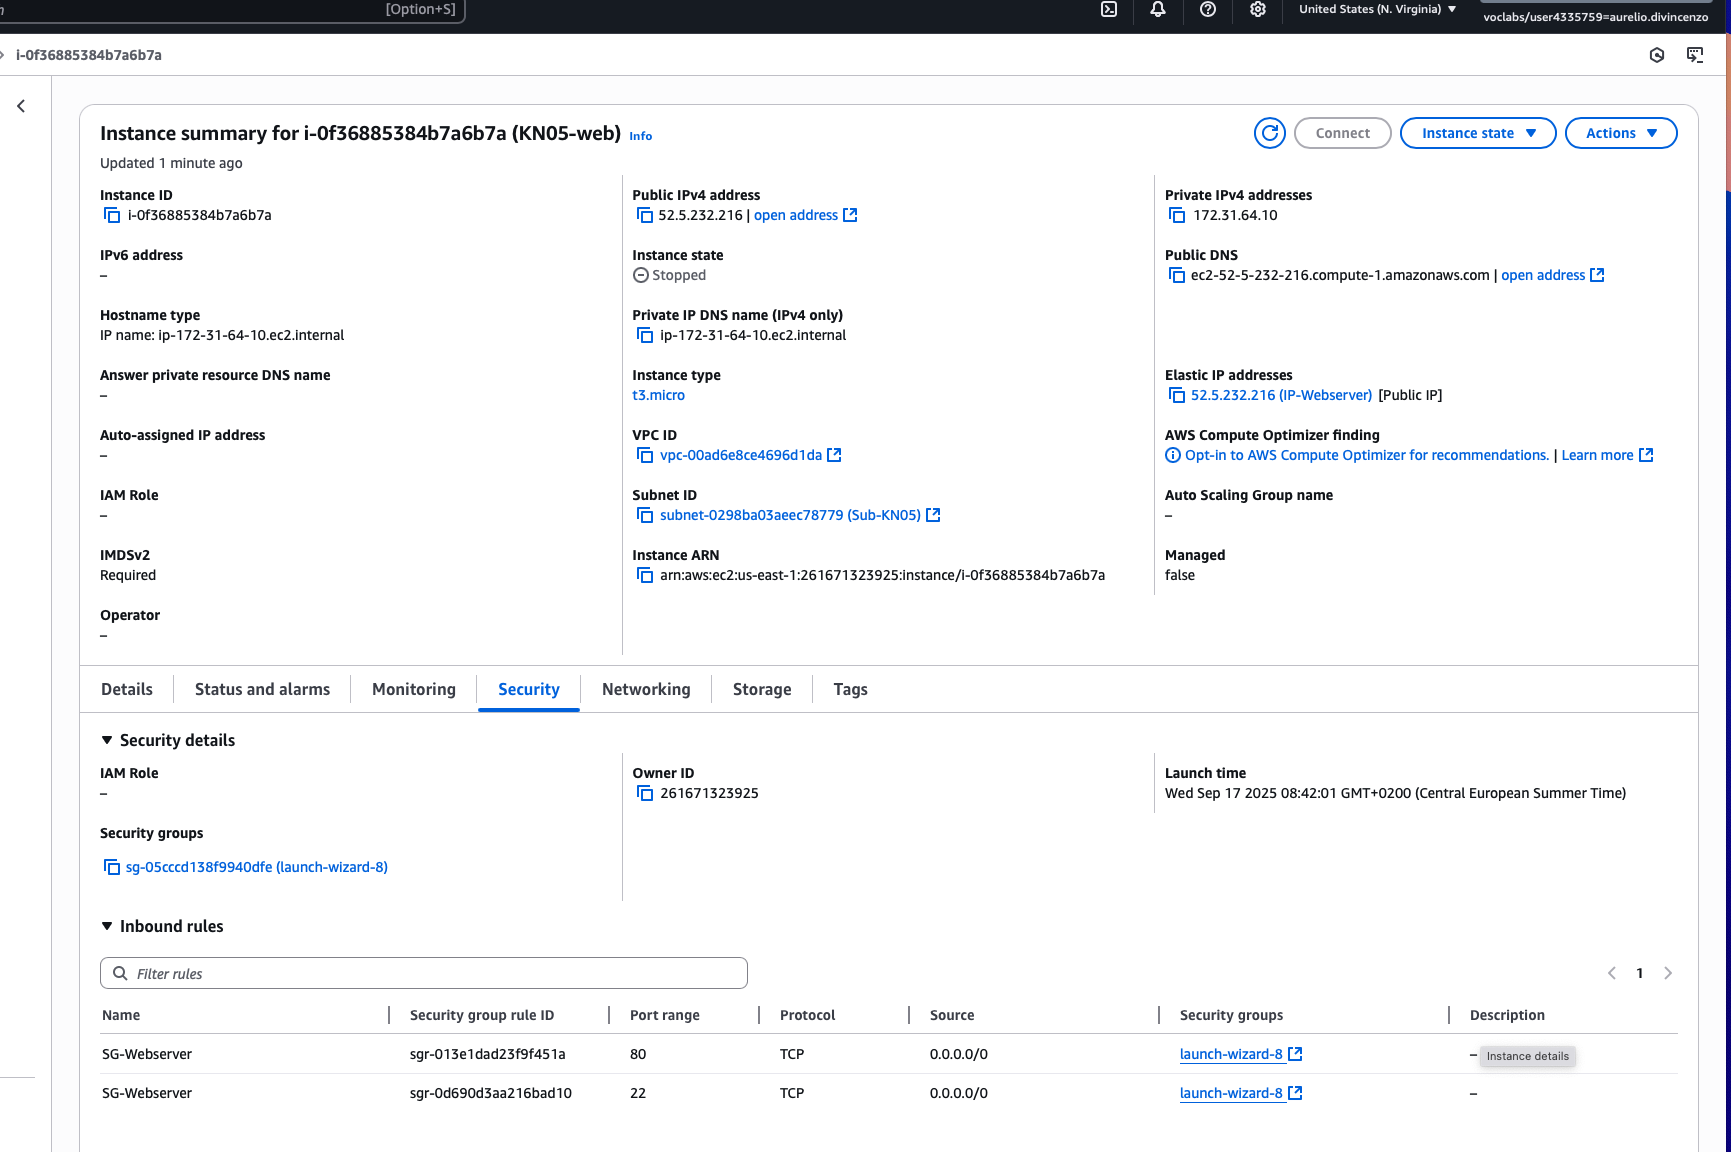 [Option+S]
United States (N. Virginia)
voclabs/user4335759=aurelio.divincenzo
i-0f36885384b7a6b7a
Instance summary for i-0f36885384b7a6b7a (KN05-web) Info
Connect
Instance state
Actions
Updated 1 minute ago
Instance ID
i-0f36885384b7a6b7a
Public IPv4 address
52.5.232.216 | open address
Private IPv4 addresses
172.31.64.10
IPv6 address
–
Instance state
Stopped
Public DNS
ec2-52-5-232-216.compute-1.amazonaws.com | open address
Hostname type
IP name: ip-172-31-64-10.ec2.internal
Private IP DNS name (IPv4 only)
ip-172-31-64-10.ec2.internal
Answer private resource DNS name
–
Instance type
t3.micro
Elastic IP addresses
52.5.232.216 (IP-Webserver) [Public IP]
Auto-assigned IP address
–
VPC ID
vpc-00ad6e8ce4696d1da
AWS Compute Optimizer finding
Opt-in to AWS Compute Optimizer for recommendations. | Learn more
IAM Role
–
Subnet ID
subnet-0298ba03aeec78779 (Sub-KN05)
Auto Scaling Group name
–
IMDSv2
Required
Instance ARN
arn:aws:ec2:us-east-1:261671323925:instance/i-0f36885384b7a6b7a
Managed
false
Operator
–
Details
Status and alarms
Monitoring
Security
Networking
Storage
Tags
Security details
IAM Role
–
Owner ID
261671323925
Launch time
Wed Sep 17 2025 08:42:01 GMT+0200 (Central European Summer Time)
Security groups
sg-05cccd138f9940dfe (launch-wizard-8)
Inbound rules
Filter rules
1
Name Security group rule ID Port range Protocol Source Security groups Description
SG-Webserver sgr-013e1dad23f9f451a 80 TCP 0.0.0.0/0 launch-wizard-8 –
Instance details
SG-Webserver sgr-0d690d3aa216bad10 22 TCP 0.0.0.0/0 launch-wizard-8 –